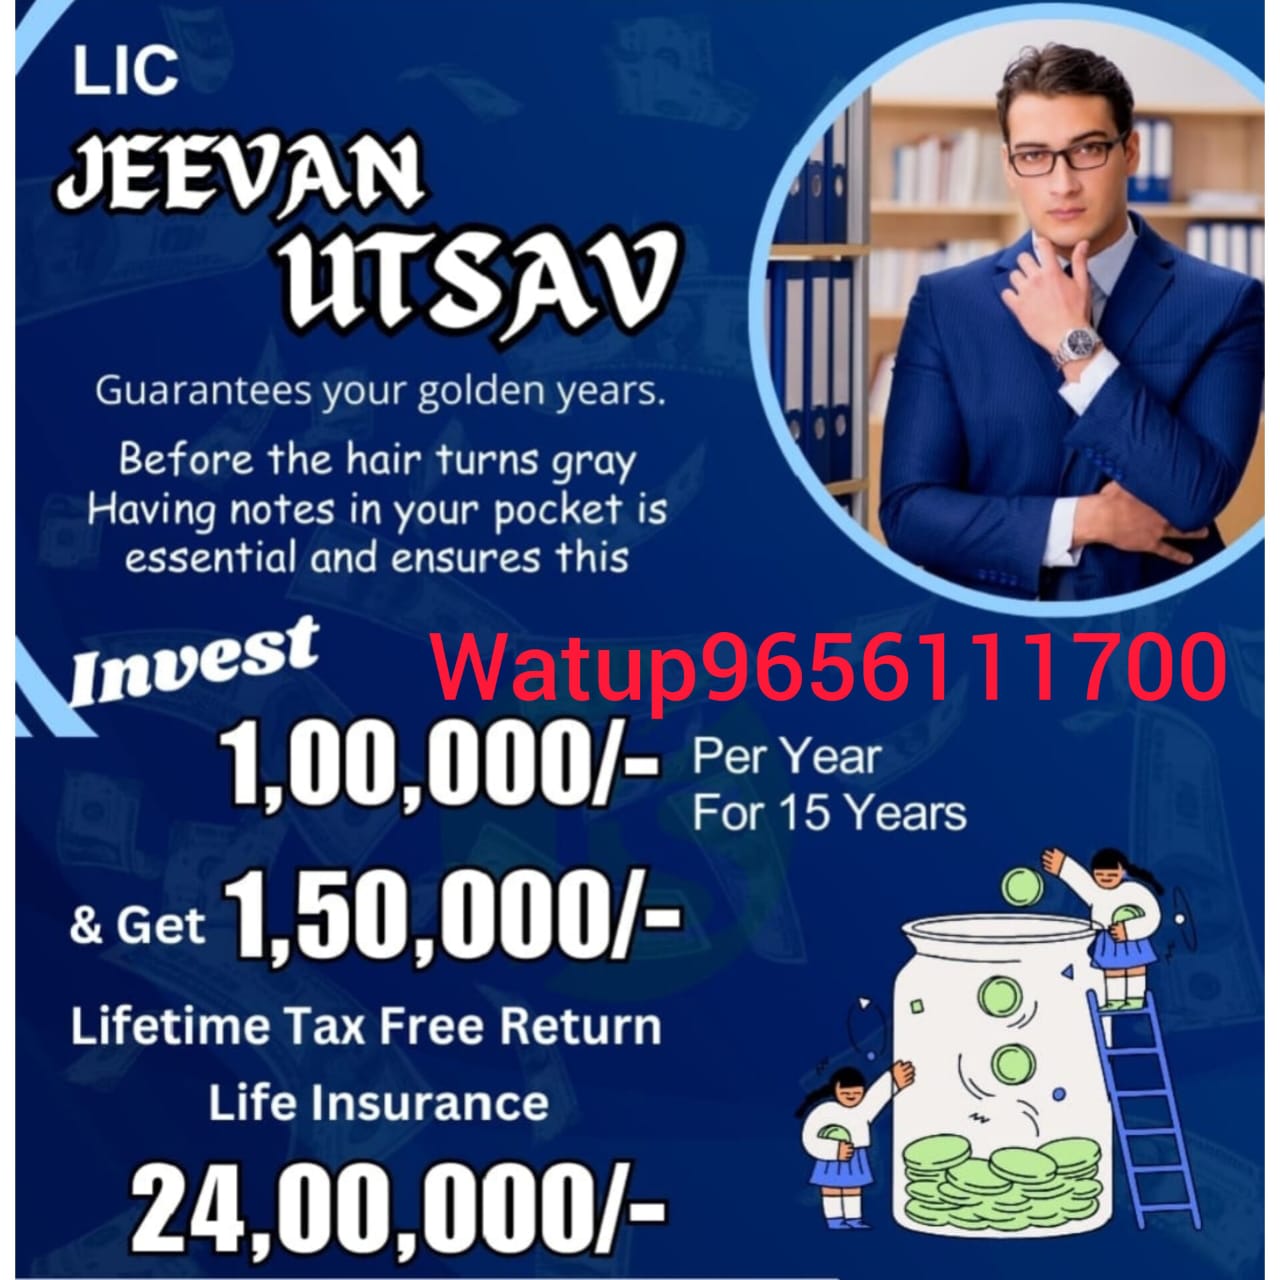 LIC
JEEVAN
UTSAV
Guarantees your golden years.
Before the hair turns gray
Having notes in your pocket is
essential and ensures this
Invest
Watup9656111700
1,00,000/- Per Year
For 15 Years
& Get 1,50,000/-
Lifetime Tax Free Return
Life Insurance
24,00,000/-